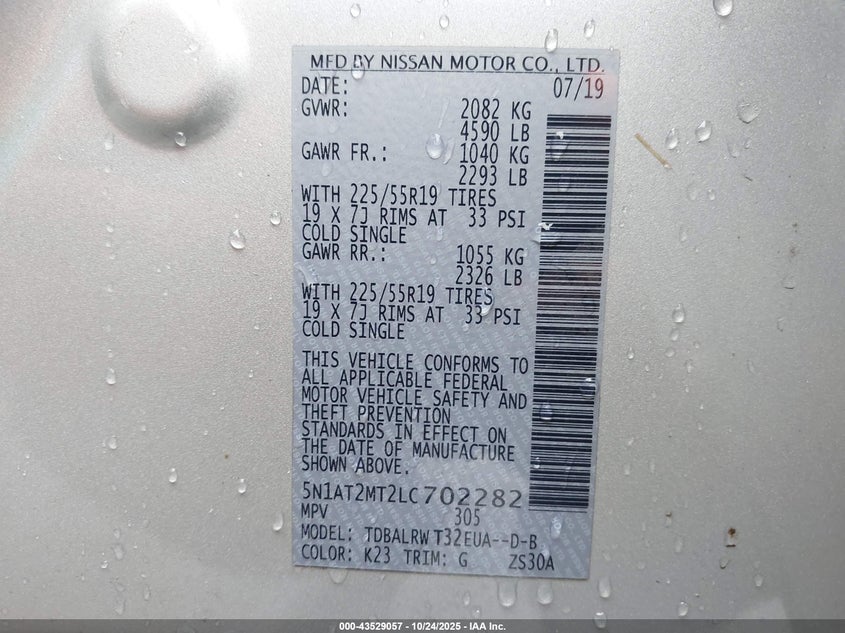 MFD BY NISSAN MOTOR CO., LTD.
DATE: 07/19
GVWR: 2082 KG
4590 LB
GAWR FR.: 1040 KG
2293 LB
WITH 225/55R19 TIRES
19 X 7J RIMS AT 33 PSI
COLD SINGLE
GAWR RR.: 1055 KG
2326 LB
WITH 225/55R19 TIRES
19 X 7J RIMS AT 33 PSI
COLD SINGLE
THIS VEHICLE CONFORMS TO
ALL APPLICABLE FEDERAL
MOTOR VEHICLE SAFETY AND
THEFT PREVENTION
STANDARDS IN EFFECT ON
THE DATE OF MANUFACTURE
SHOWN ABOVE.
5N1AT2MT2LC702282
MPV 305
MODEL: TDBALRW T32EUA--D-B
COLOR: K23 TRIM: G ZS30A
000-43529057 - 10/24/2025 - IAA Inc.